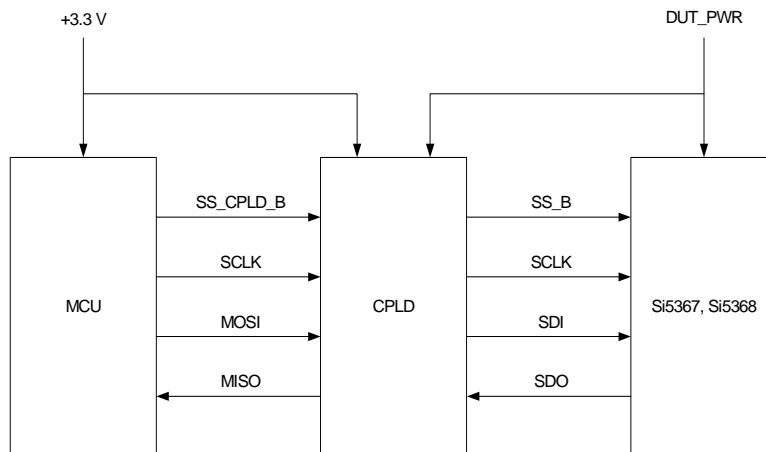 +3.3 V
DUT_PWR
SS_CPLD_B
SS_B
SCLK
SCLK
MCU
CPLD
Si5367, Si5368
MOSI
SDI
MISO
SDO